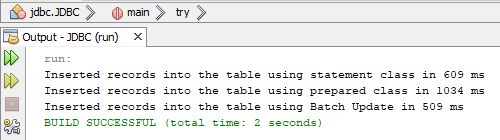 jdbc.JDBC main try
Output - JDBC (run) x
run:
Inserted records into the table using statement class in 609 ms
Inserted records into the table using prepared class in 1034 ms
Inserted records into the table using Batch Update in 509 ms
BUILD SUCCESSFUL (total time: 2 seconds)